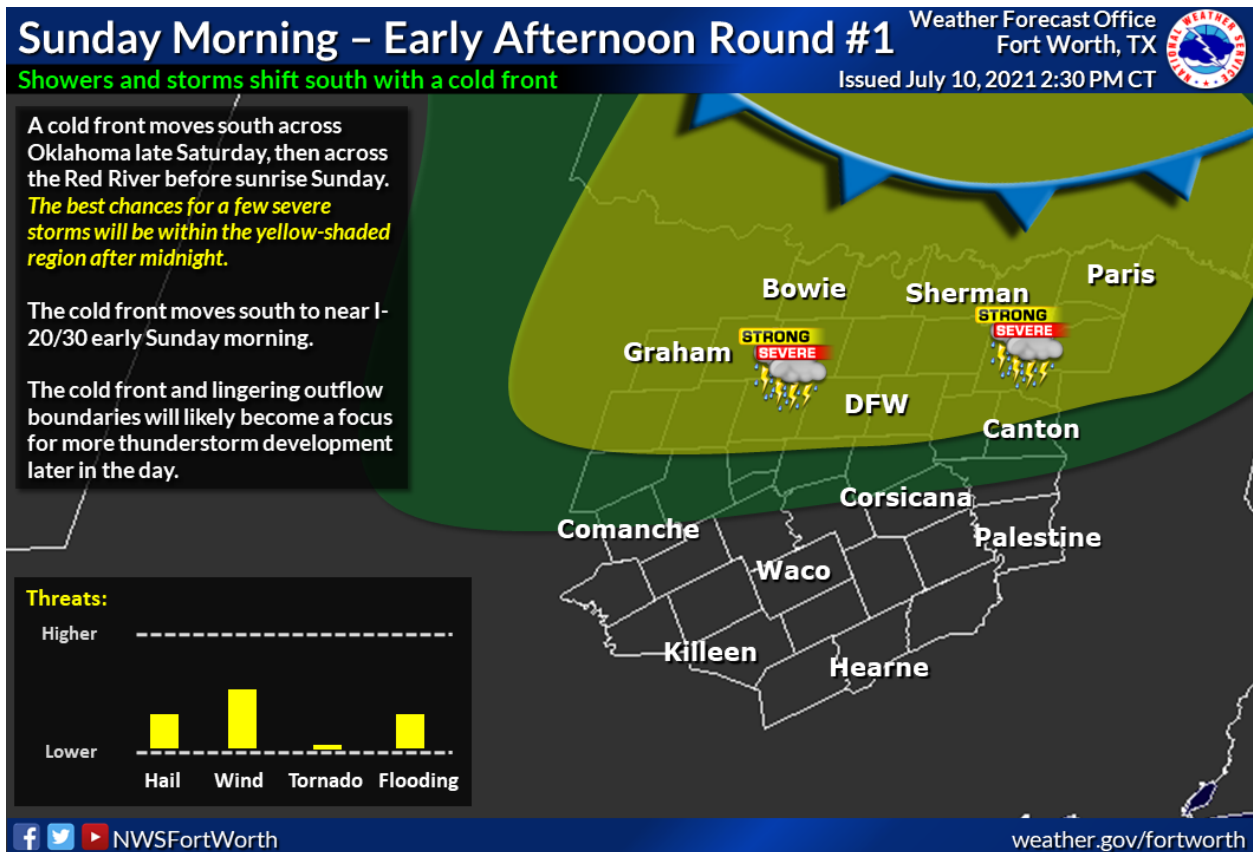 Sunday Morning – Early Afternoon Round #1
Weather Forecast Office
Fort Worth, TX
Showers and storms shift south with a cold front
Issued July 10, 2021 2:30 PM CT
NATIONAL WEATHER SERVICE
A cold front moves south across
Oklahoma late Saturday, then across
the Red River before sunrise Sunday.
The best chances for a few severe
storms will be within the yellow-shaded
region after midnight.
The cold front moves south to near I-
20/30 early Sunday morning.
The cold front and lingering outflow
boundaries will likely become a focus
for more thunderstorm development
later in the day.
Paris
Bowie
Sherman
STRONG
SEVERE
STRONG
SEVERE
Graham
DFW
Canton
Corsicana
Comanche
Palestine
Waco
Killeen
Hearne
Threats:
Higher
Lower
Hail Wind Tornado Flooding
NWSFortWorth
weather.gov/fortworth